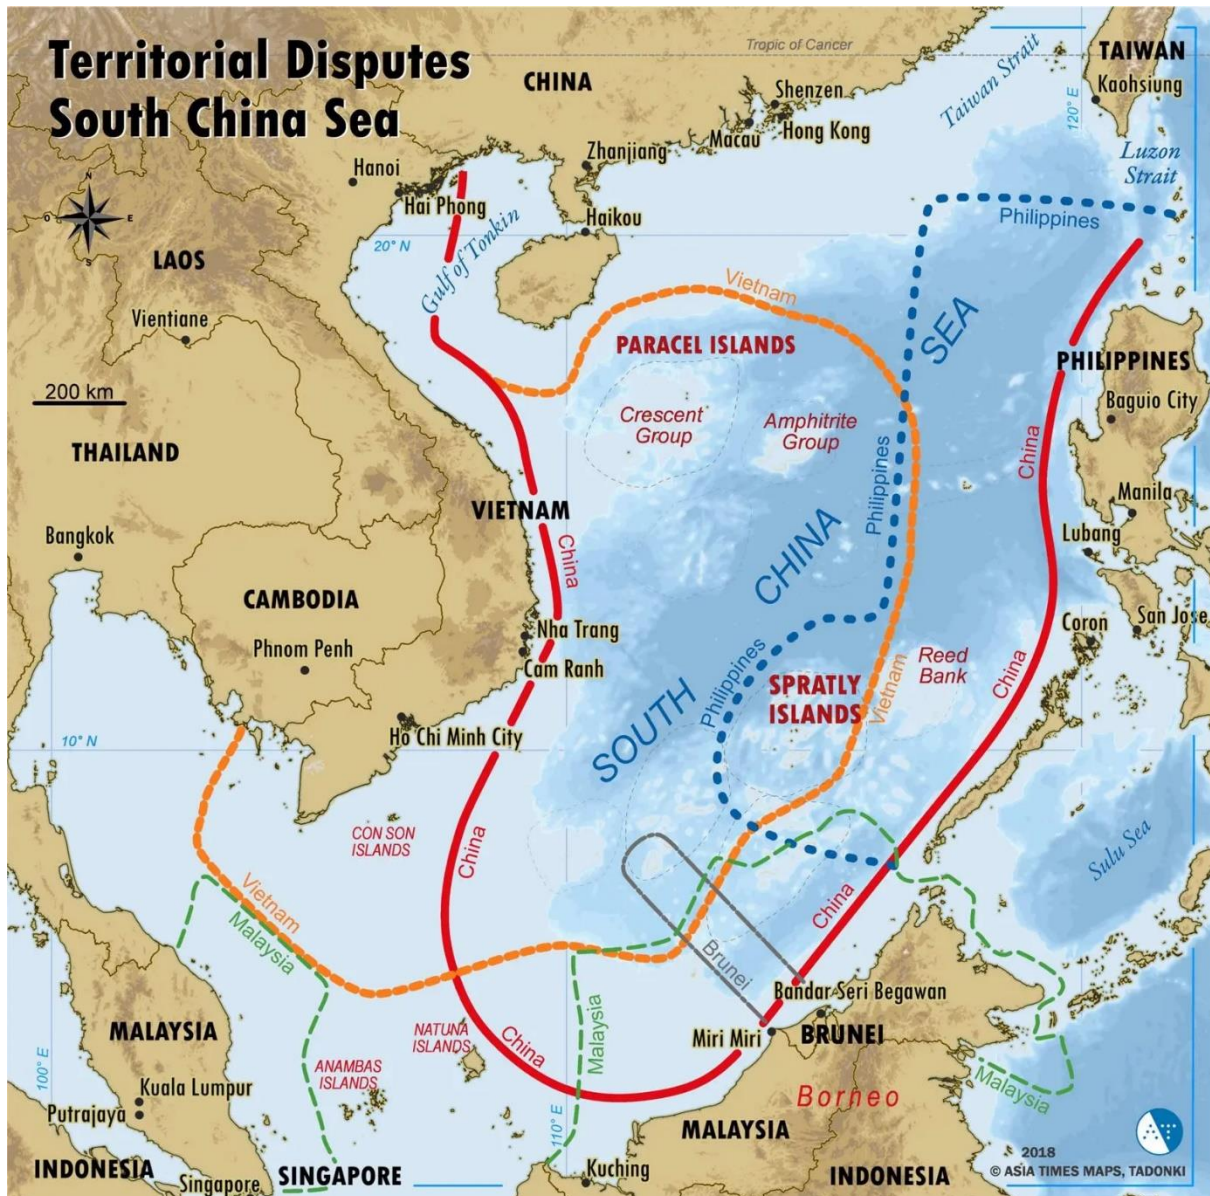 Territorial Disputes
South China Sea
Tropic of Cancer
TAIWAN
Kaohsiung
Taiwan Strait
120° E
CHINA
Shenzen
Hong Kong
Macau
Zhanjiang
Hanoi
Hai Phong
Haikou
Luzon
Strait
N
O
E
S
20° N
Gulf of Tonkin
Philippines
LAOS
Vientiane
Vietnam
PARACEL ISLANDS
SEA
PHILIPPINES
Baguio City
200 km
Crescent
Group
Amphitrite
Group
Philippines
China
THAILAND
VIETNAM
Manila
Lubang
Bangkok
China
CHINA
CAMBODIA
Phnom Penh
Nha Trang
Cam Ranh
Coron
San Jose
Reed
Bank
China
Philippines
SPRATLY
ISLANDS
Vietnam
SOUTH
Ho Chi Minh City
10° N
CON SON
ISLANDS
China
Sulu Sea
Vietnam
Malaysia
China
Brunei
Bandar Seri Begawan
MALAYSIA
NATUNA
ISLANDS
China
Malaysia
Miri Miri
BRUNEI
100° E
Kuala Lumpur
Putrajaya
ANAMBAS
ISLANDS
Borneo
Malaysia
110° E
MALAYSIA
INDONESIA
Singapore
SINGAPORE
Kuching
INDONESIA
AT
2018
© ASIA TIMES MAPS, TADONKI